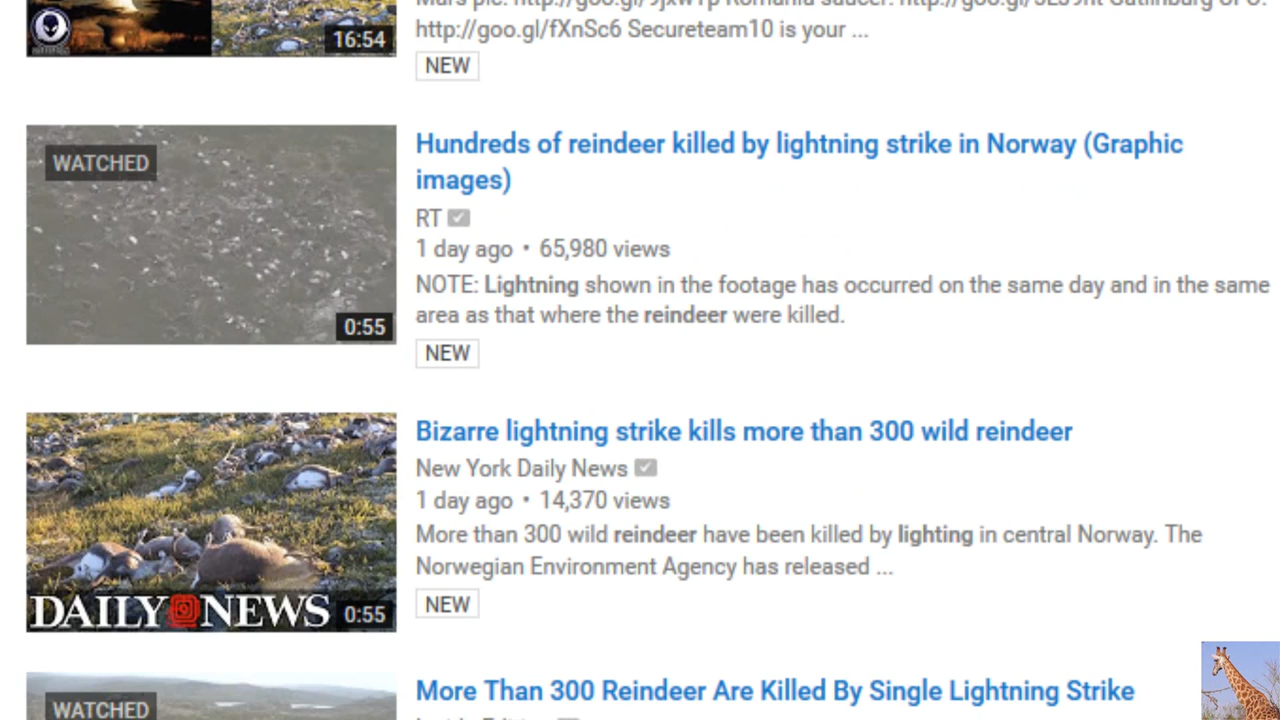 16:54
http://goo.gl/fXnSc6 Secureteam10 is your ...
NEW
WATCHED
0:55
Hundreds of reindeer killed by lightning strike in Norway (Graphic
images)
RT
1 day ago • 65,980 views
NOTE: Lightning shown in the footage has occurred on the same day and in the same
area as that where the reindeer were killed.
NEW
DAILY NEWS
0:55
Bizarre lightning strike kills more than 300 wild reindeer
New York Daily News
1 day ago • 14,370 views
More than 300 wild reindeer have been killed by lighting in central Norway. The
Norwegian Environment Agency has released ...
NEW
WATCHED
More Than 300 Reindeer Are Killed By Single Lightning Strike